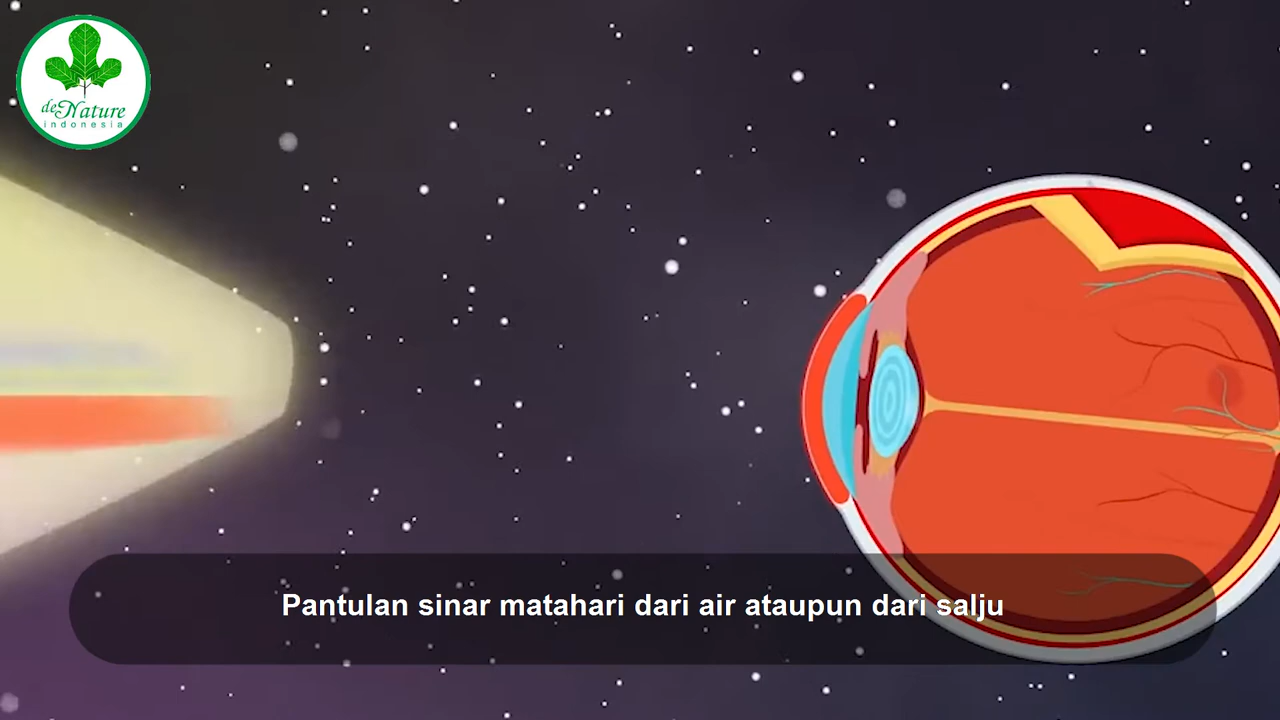 deNature
indonesia
Pantulan sinar matahari dari air ataupun dari salju